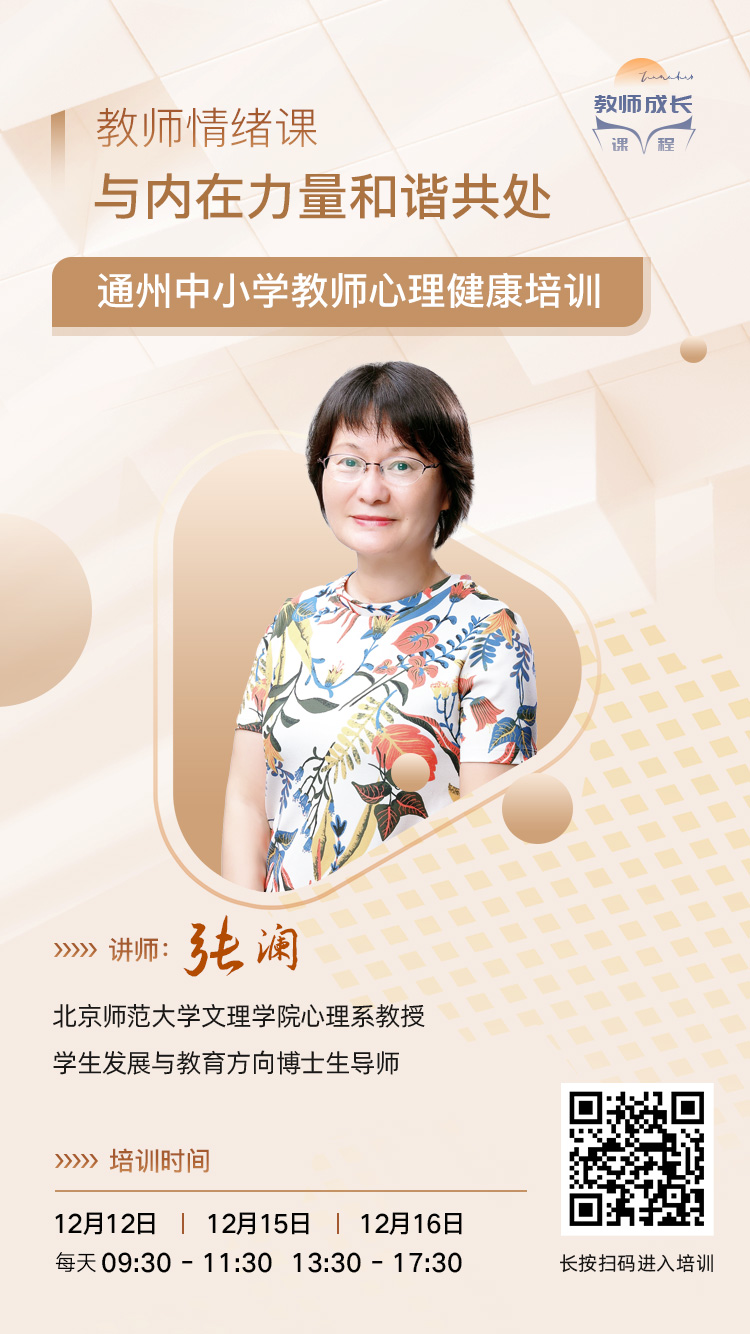 教师情绪课
与内在力量和谐共处
教师成长
课程
通州中小学教师心理健康培训
讲师：张澜
北京师范大学文理学院心理系教授
学生发展与教育方向博士生导师
培训时间
12月12日 | 12月15日 | 12月16日
每天 09:30 - 11:30 13:30 - 17:30
长按扫码进入培训